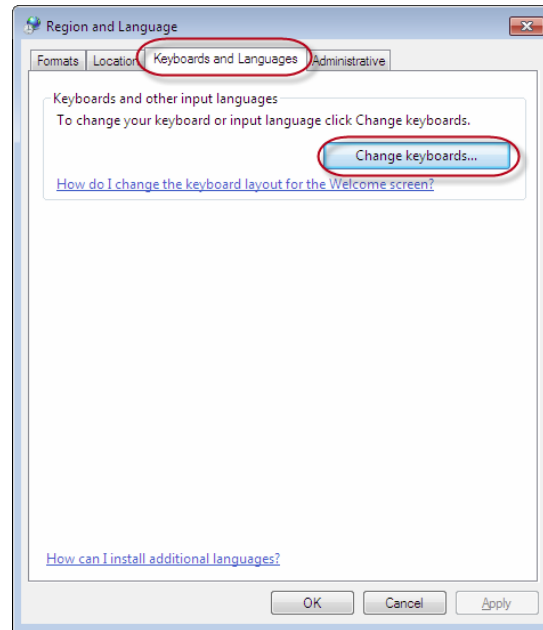 Region and Language
Formats Location Keyboards and Languages Administrative
Keyboards and other input languages
To change your keyboard or input language click Change keyboards.
Change keyboards...
How do I change the keyboard layout for the Welcome screen?
How can I install additional languages?
OK Cancel Apply